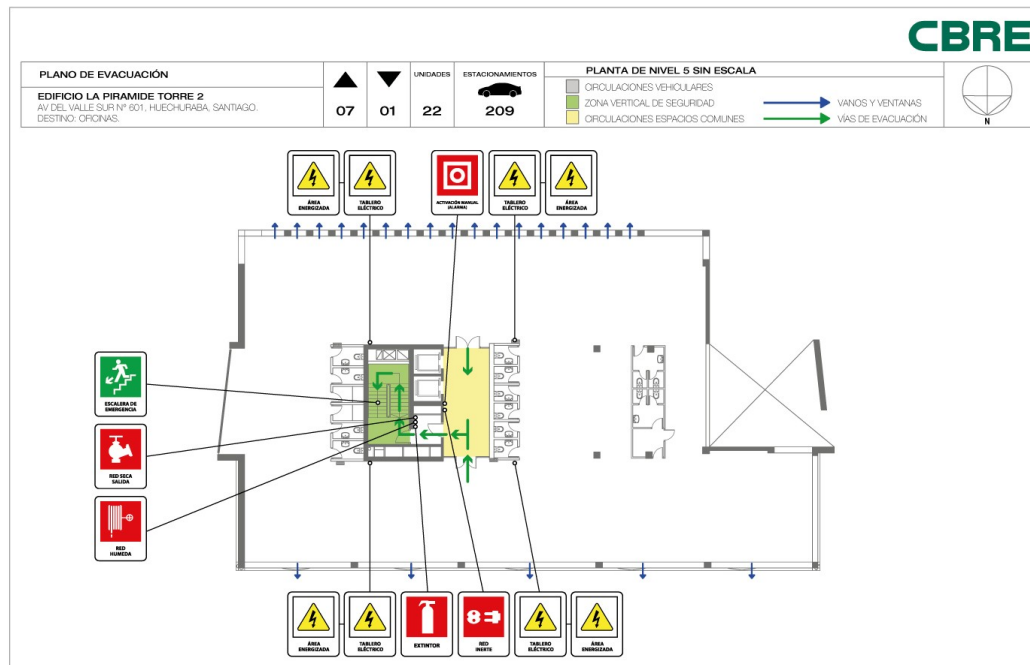 CBRE
PLANO DE EVACUACIÓN
EDIFICIO LA PIRAMIDE TORRE 2
AV DEL VALLE SUR Nº 601, HUECHURABA, SANTIAGO.
DESTINO: OFICINAS.
07
01
UNIDADES
22
ESTACIONAMIENTOS
209
PLANTA DE NIVEL 5 SIN ESCALA
CIRCULACIONES VEHICULARES
ZONA VERTICAL DE SEGURIDAD
CIRCULACIONES ESPACIOS COMUNES
VANOS Y VENTANAS
VÍAS DE EVACUACIÓN
N
ÁREA
ENERGIZADA
TABLERO
ELÉCTRICO
ACTIVACIÓN MANUAL
(ALARMA)
TABLERO
ELÉCTRICO
ÁREA
ENERGIZADA
ESCALERA DE
EMERGENCIA
RED SECA
SALIDA
RED
HUMEDA
ÁREA
ENERGIZADA
TABLERO
ELÉCTRICO
EXTINTOR
RED
INERTE
TABLERO
ELÉCTRICO
ÁREA
ENERGIZADA